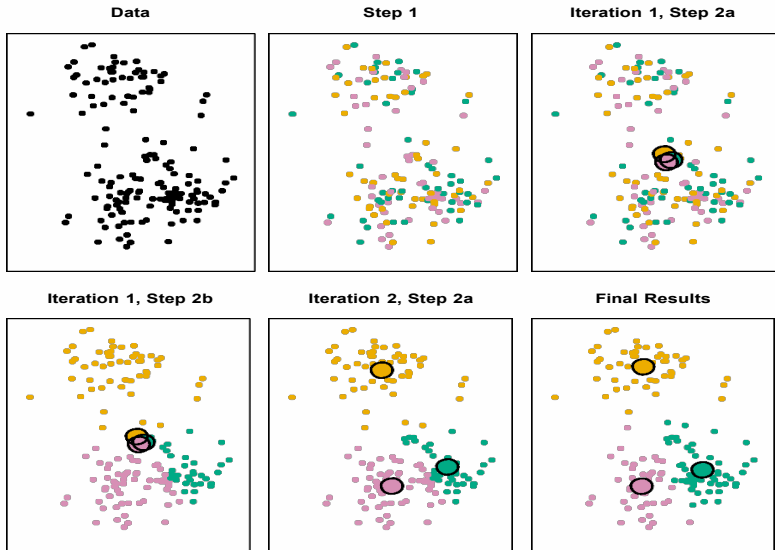 Data
Step 1
Iteration 1, Step 2a
Iteration 1, Step 2b
Iteration 2, Step 2a
Final Results